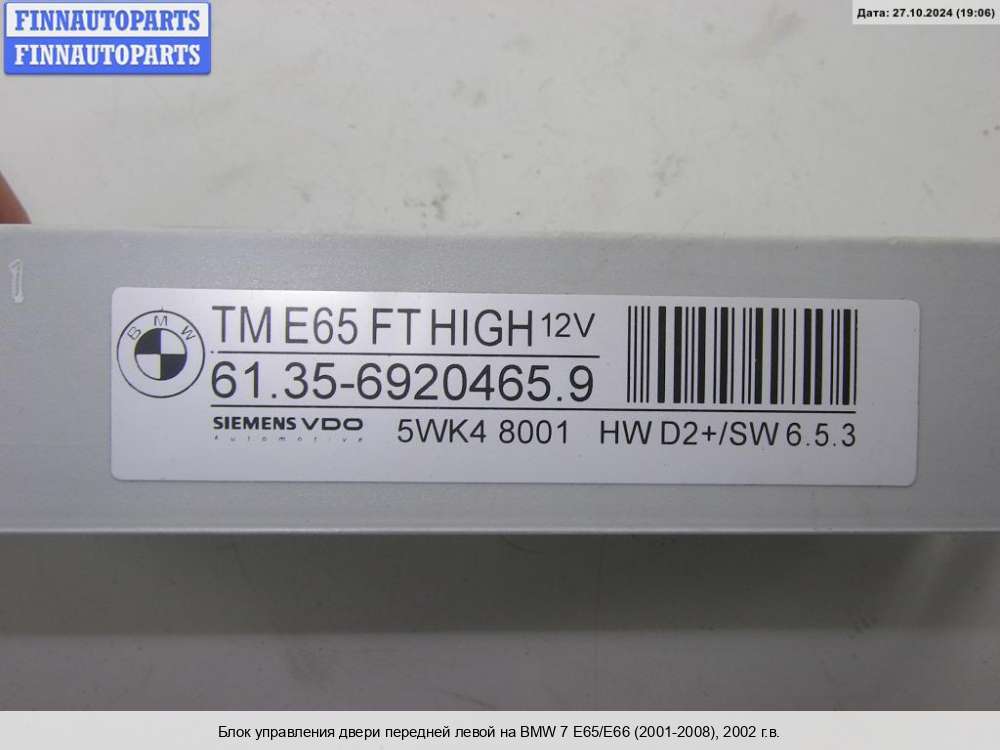 FINNAUTOPARTS
FINNAUTOPARTS
Дата: 27.10.2024 (19:06)
BMW
TM E65 FT HIGH 12V
61.35-6920465.9
SIEMENS VDO
Automotive
5WK4 8001 HW D2+/SW 6.5.3
Блок управления двери передней левой на BMW 7 E65/E66 (2001-2008), 2002 г.в.